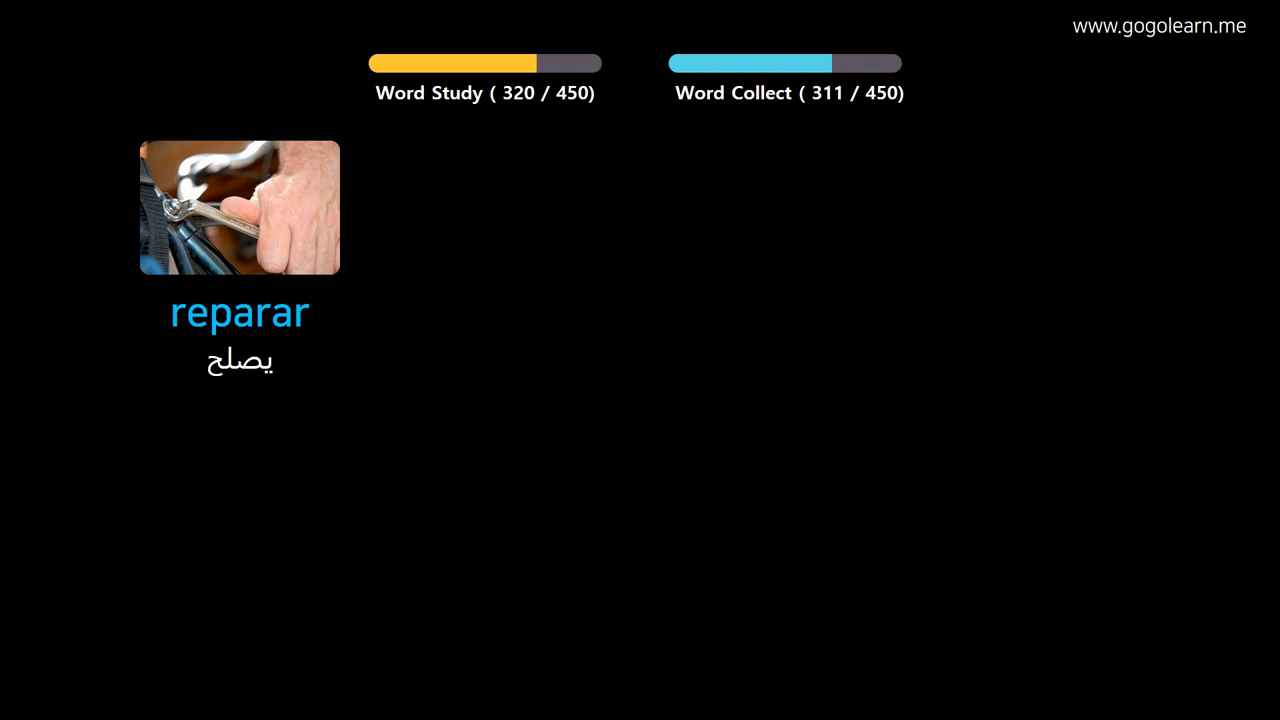 www.gogolearn.me
Word Study ( 320 / 450)
Word Collect ( 311 / 450)
reparar
يصلح